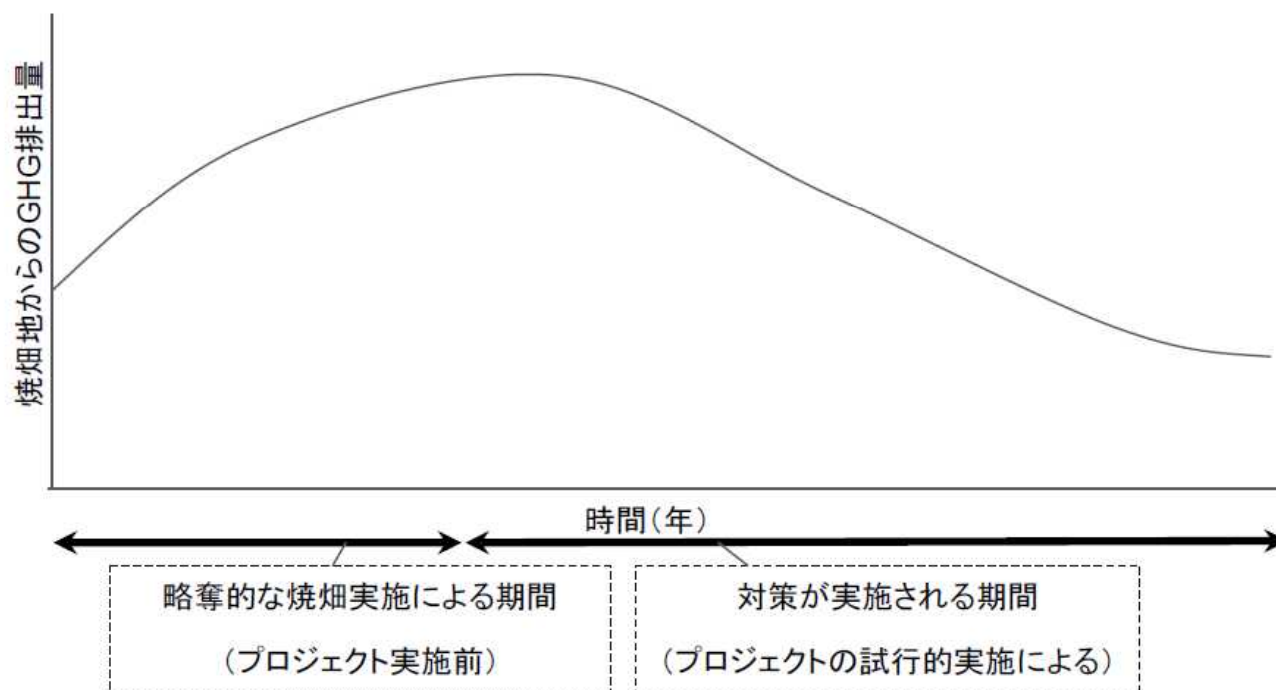 焼畑地からのGHG排出量
時間(年)
略奪的な焼畑実施による期間
(プロジェクト実施前)
対策が実施される期間
(プロジェクトの試行的実施による)